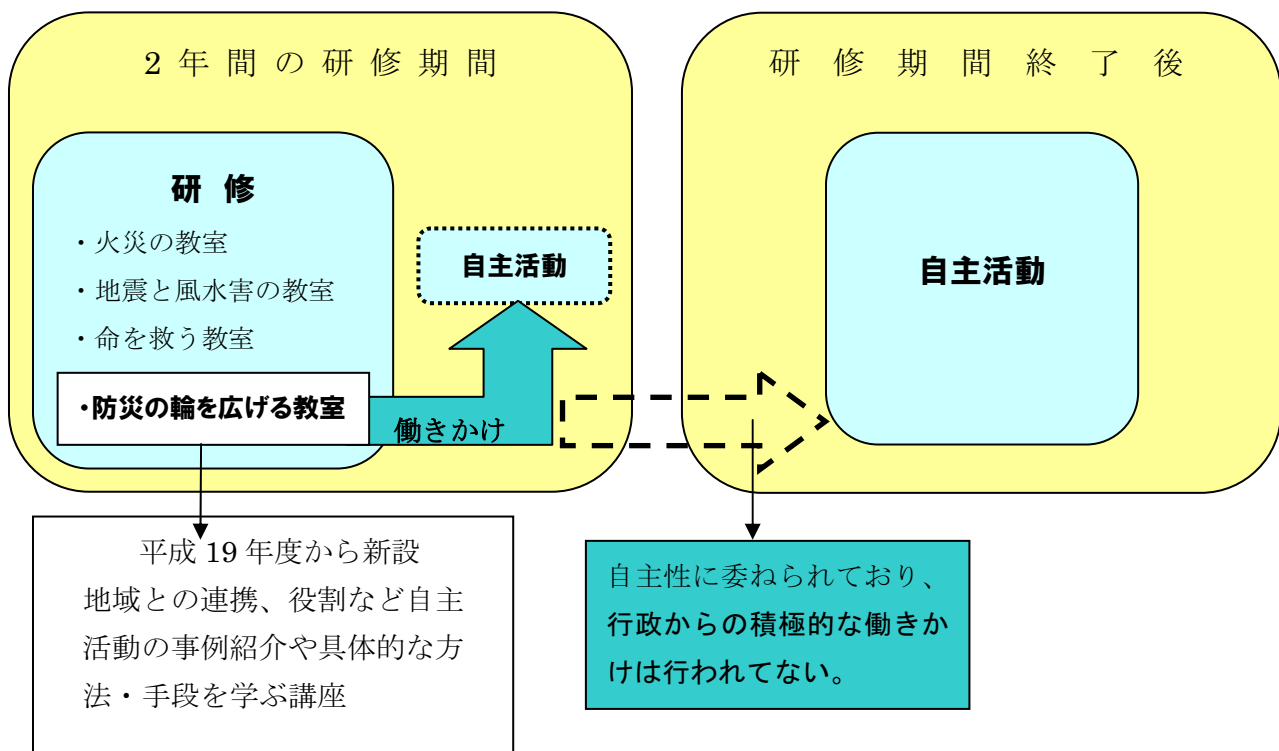 2年間の研修期間
研修期間終了後
研 修
・火災の教室
・地震と風水害の教室
・命を救う教室
・防災の輪を広げる教室
働きかけ
自主活動
自主活動
平成 19 年度から新設
地域との連携、役割など自主
活動の事例紹介や具体的な方
法・手段を学ぶ講座
自主性に委ねられており、
行政からの積極的な働きか
けは行われてない。